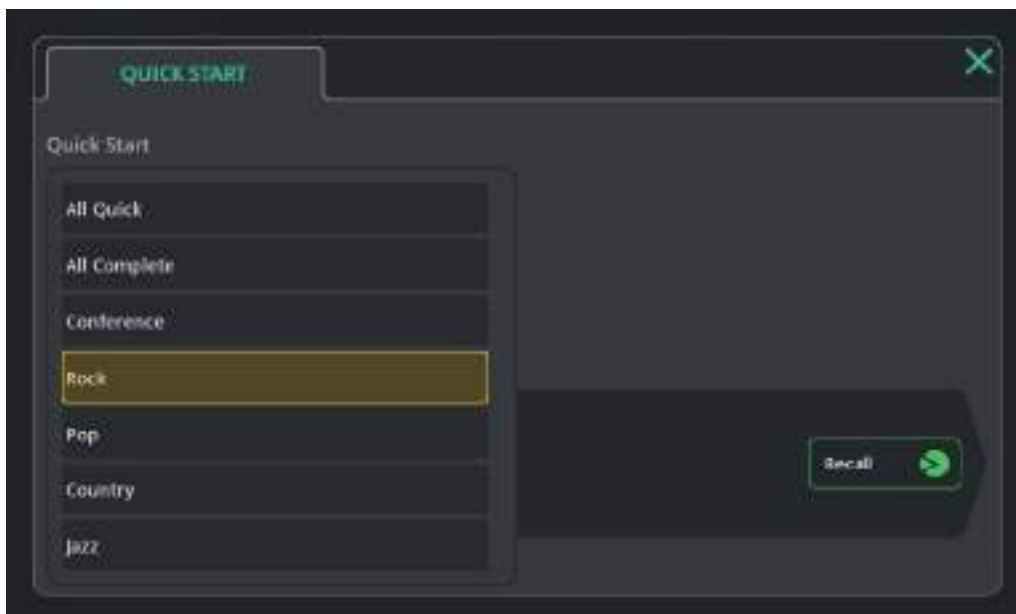 QUICK START
Quick Start
All Quick
All Complete
Conference
Rock
Pop
Country
Jazz
Recall